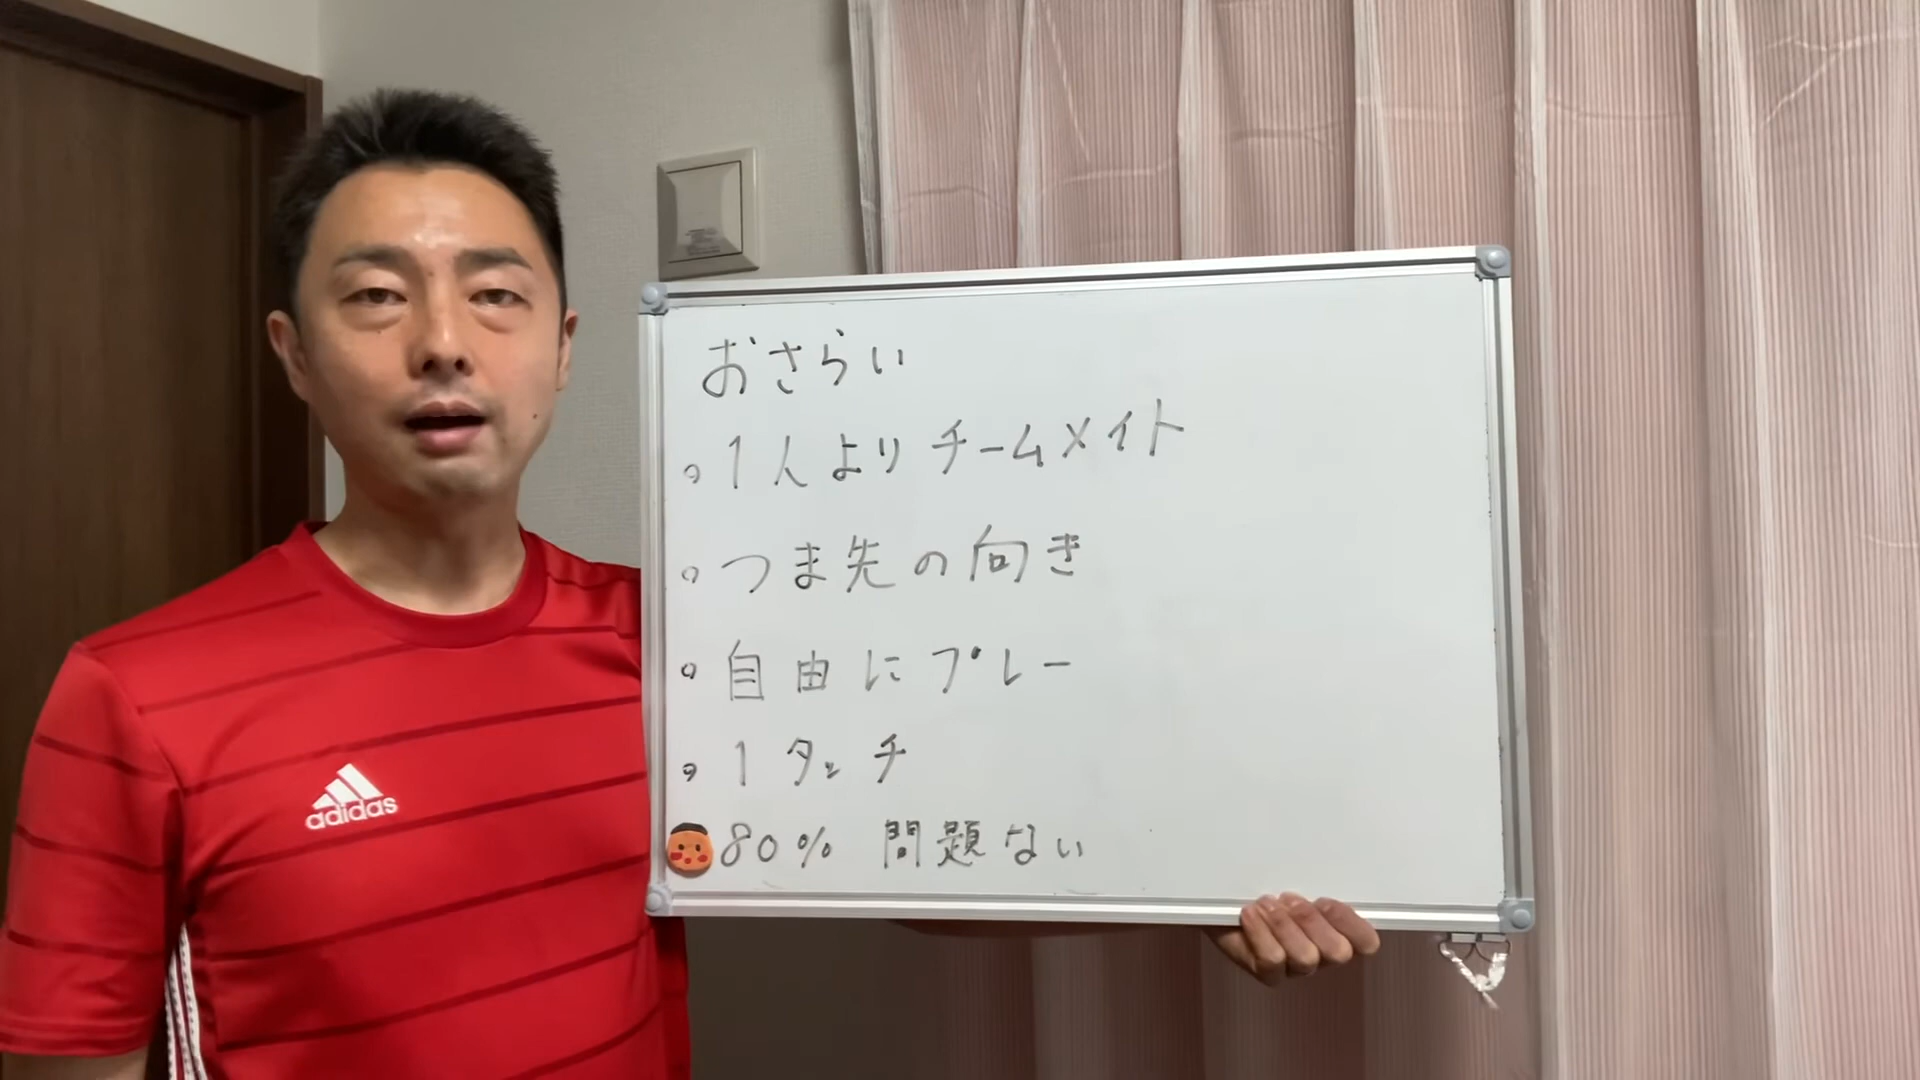 おさらい
。1人よりチームメイト
。つま先の向き
。自由にプレー
。1タッチ
80% 問題ない
adidas